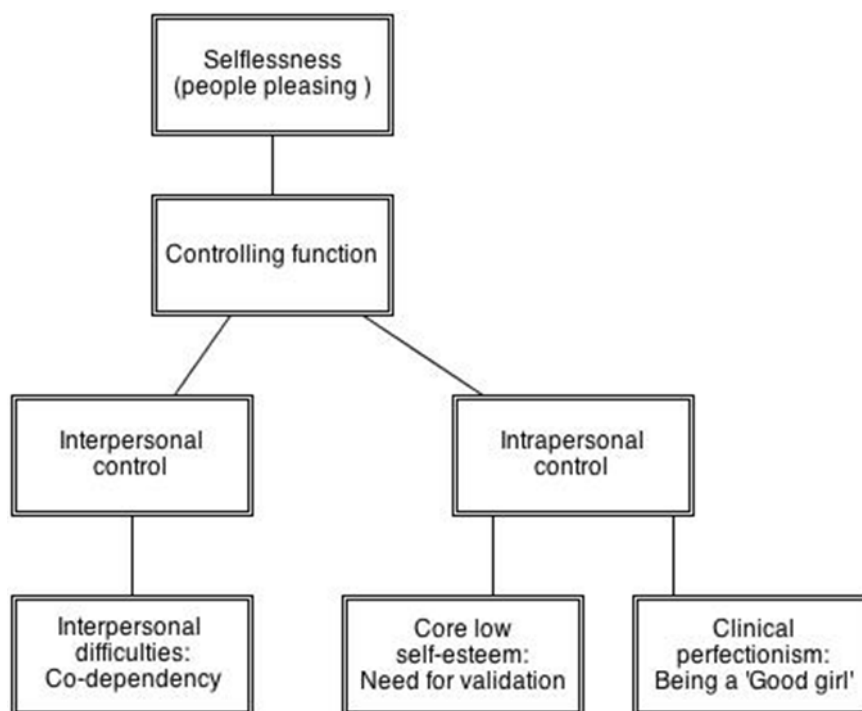 Selflessness
(people pleasing )
Controlling function
Interpersonal
control
Intrapersonal
control
Interpersonal
difficulties:
Co-dependency
Core low
self-esteem:
Need for validation
Clinical
perfectionism:
Being a 'Good girl'